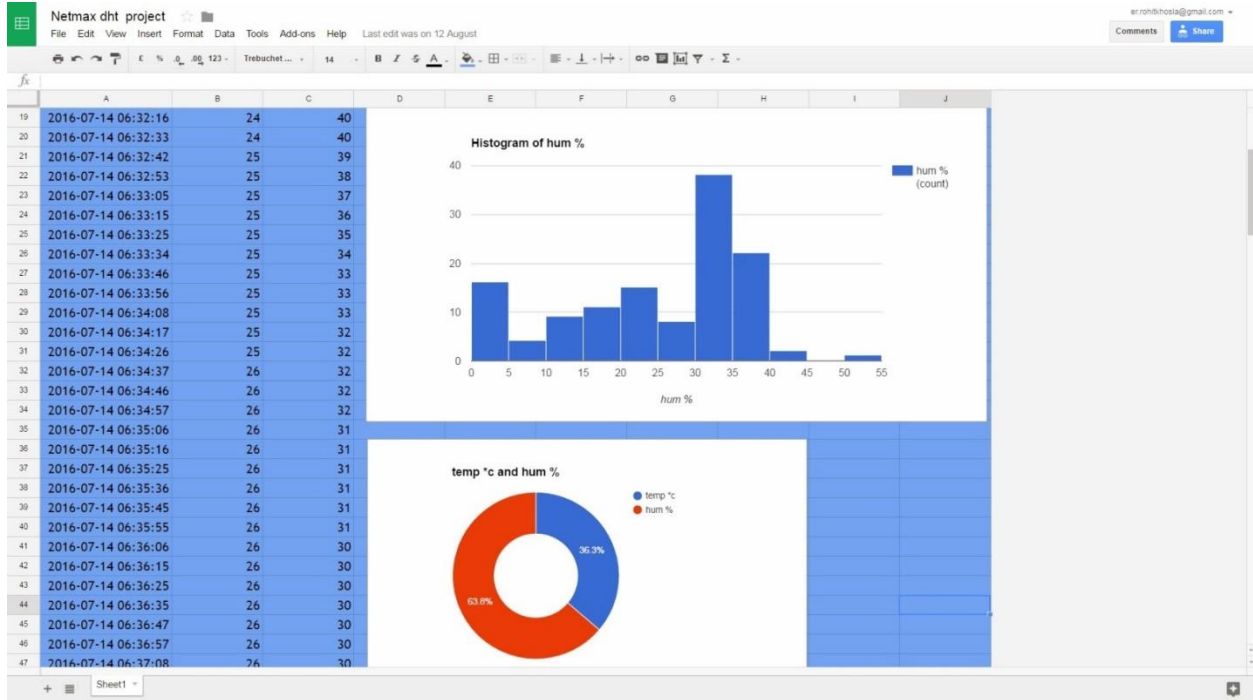 Netmax dht project
er.rohitkhosla@gmail.com
File Edit View Insert Format Data Tools Add-ons Help Last edit was on 12 August
Comments Share
£ % .0 .00 123 Trebuchet ... 14 B I S A Σ
fx
A B C D E F G H I J
19 2016-07-14 06:32:16 24 40
20 2016-07-14 06:32:33 24 40
21 2016-07-14 06:32:42 25 39
22 2016-07-14 06:32:53 25 38
23 2016-07-14 06:33:05 25 37
24 2016-07-14 06:33:15 25 36
25 2016-07-14 06:33:25 25 35
26 2016-07-14 06:33:34 25 34
27 2016-07-14 06:33:46 25 33
28 2016-07-14 06:33:56 25 33
29 2016-07-14 06:34:08 25 33
30 2016-07-14 06:34:17 25 32
31 2016-07-14 06:34:26 25 32
32 2016-07-14 06:34:37 26 32
33 2016-07-14 06:34:46 26 32
34 2016-07-14 06:34:57 26 32
35 2016-07-14 06:35:06 26 31
36 2016-07-14 06:35:16 26 31
37 2016-07-14 06:35:25 26 31
38 2016-07-14 06:35:36 26 31
39 2016-07-14 06:35:45 26 31
40 2016-07-14 06:35:55 26 31
41 2016-07-14 06:36:06 26 30
42 2016-07-14 06:36:15 26 30
43 2016-07-14 06:36:25 26 30
44 2016-07-14 06:36:35 26 30
45 2016-07-14 06:36:47 26 30
46 2016-07-14 06:36:57 26 30
47 2016-07-14 06:37:08 26 30
Histogram of hum %
40
30
20
10
0
0 5 10 15 20 25 30 35 40 45 50 55
hum %
hum %
(count)
temp *c and hum %
temp *c
hum %
36.3%
63.8%
Sheet1